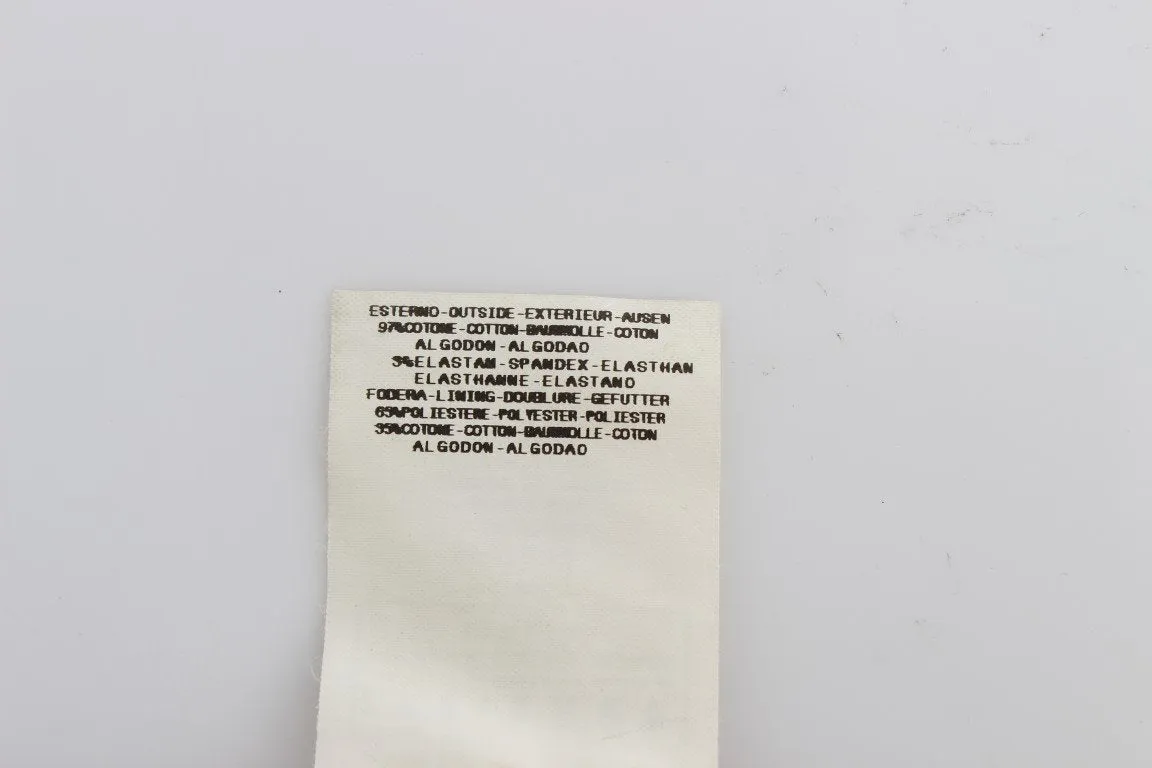 ESTERNO-OUTSIDE-EXTERIEUR-AUSEN
97%COTONE-COTTON-BAUMWOLLE-COTON
ALGODON-ALGODAO
3%ELASTAN-SPANDEX-ELASTHAN
ELASTHANNE-ELASTANO
FODERA-LINING-DOUBLURE-GEFUTTER
65%POLIESTERE-POLYESTER-POLIESTER
35%COTONE-COTTON-BAUMWOLLE-COTON
ALGODON-ALGODAO